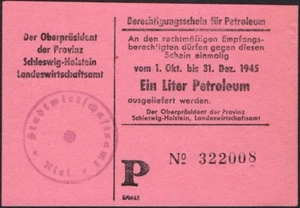 Der Oberpräsident
der Provinz
Schleswig-Holstein
Landeswirtschaftsamt
Stadtwirtschaftsamt
Kiel
Berechtigungsschein für Petroleum
An den rechtmäßigen Empfangs-
berechtigten dürfen gegen diesen
Schein einmalig
vom 1. Okt. bis 31. Dez. 1945
Ein Liter Petroleum
ausgeliefert werden.
Der Oberpräsident der Provinz
Schleswig-Holstein, Landeswirtschaftsamt
P
№ 322008